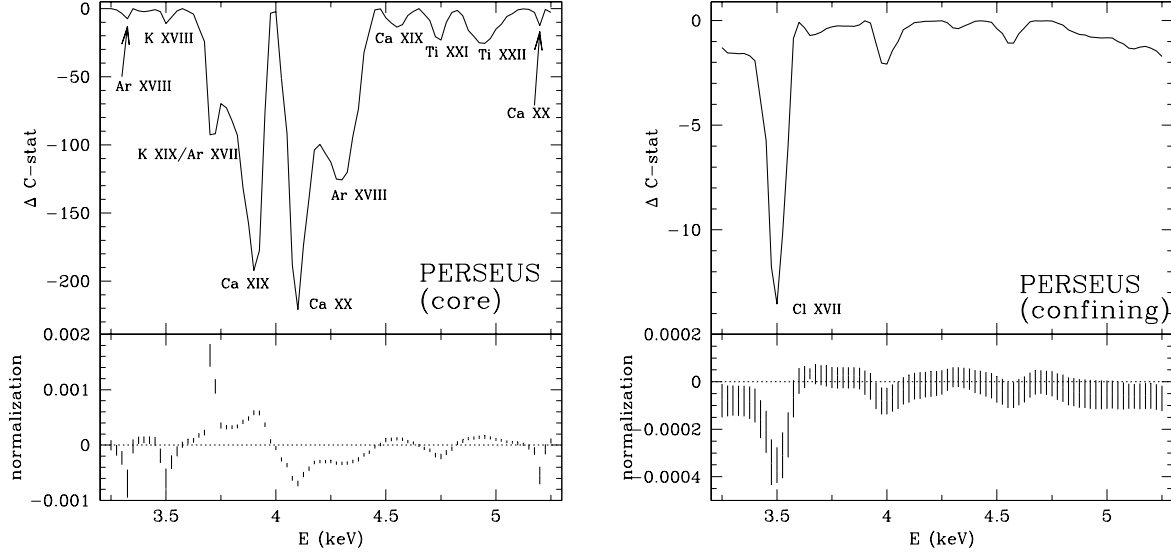 0
K XVIII
Ca XIX
Ti XXI
Ti XXII
Ar XVIII
-50
Ca XX
-100
K XIX/Ar XVII
Ar XVIII
-150
-200
Ca XIX
Ca XX
PERSEUS
(core)
Δ C-stat
0.002
0.001
0
-0.001
normalization
3.5
4
4.5
5
E (keV)
0
-5
-10
Δ C-stat
Cl XVII
PERSEUS
(confining)
0.0002
0
-0.0002
-0.0004
normalization
3.5
4
4.5
5
E (keV)